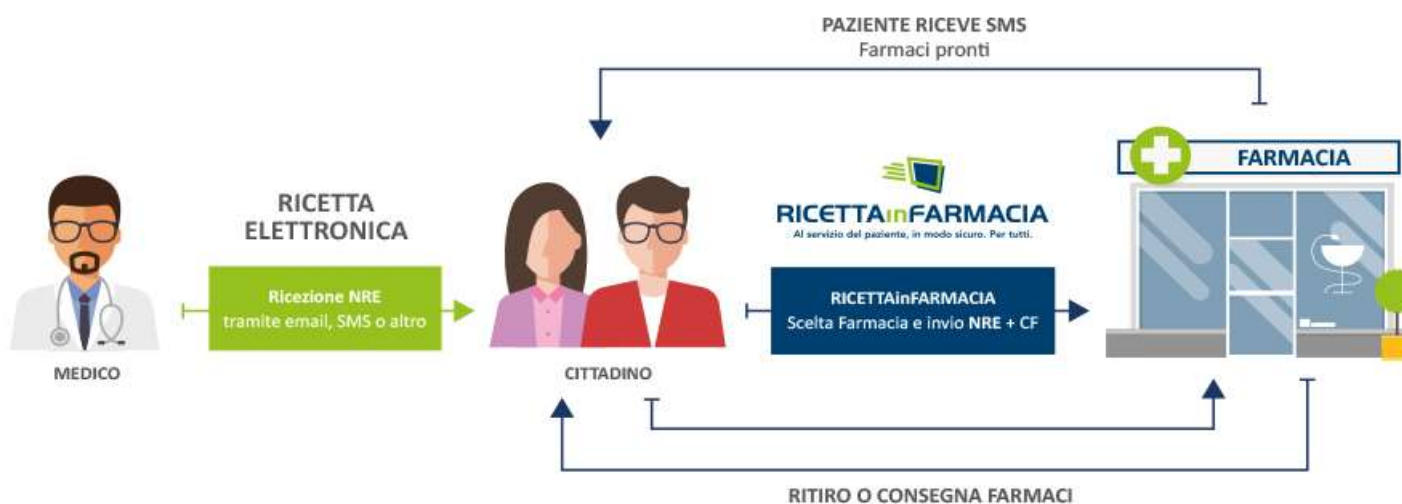 PAZIENTE RICEVE SMS
Farmaci pronti
FARMACIA
RICETTA
ELETTRONICA
RICETTAinFARMACIA
Al servizio del paziente, in modo sicuro. Per tutti.
Ricezione NRE
tramite email, SMS o altro
RICETTAinFARMACIA
Scelta Farmacia e invio NRE + CF
MEDICO
CITTADINO
RITIRO O CONSEGNA FARMACI